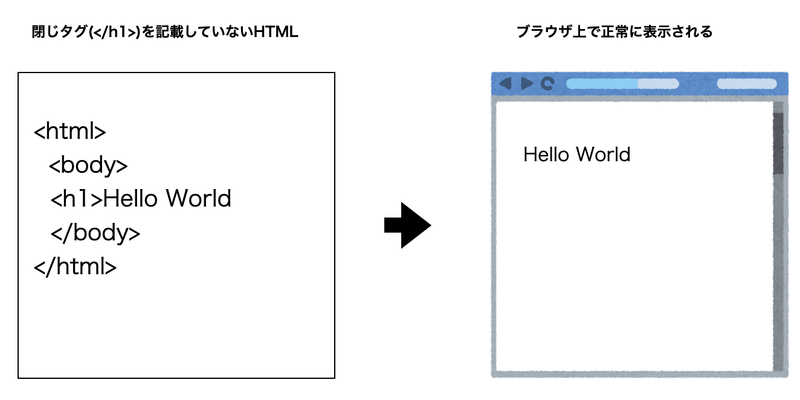 閉じタグ(</h1>)を記載していないHTML
<html>
<body>
<h1>Hello World
</body>
</html>
ブラウザ上で正常に表示される
Hello World